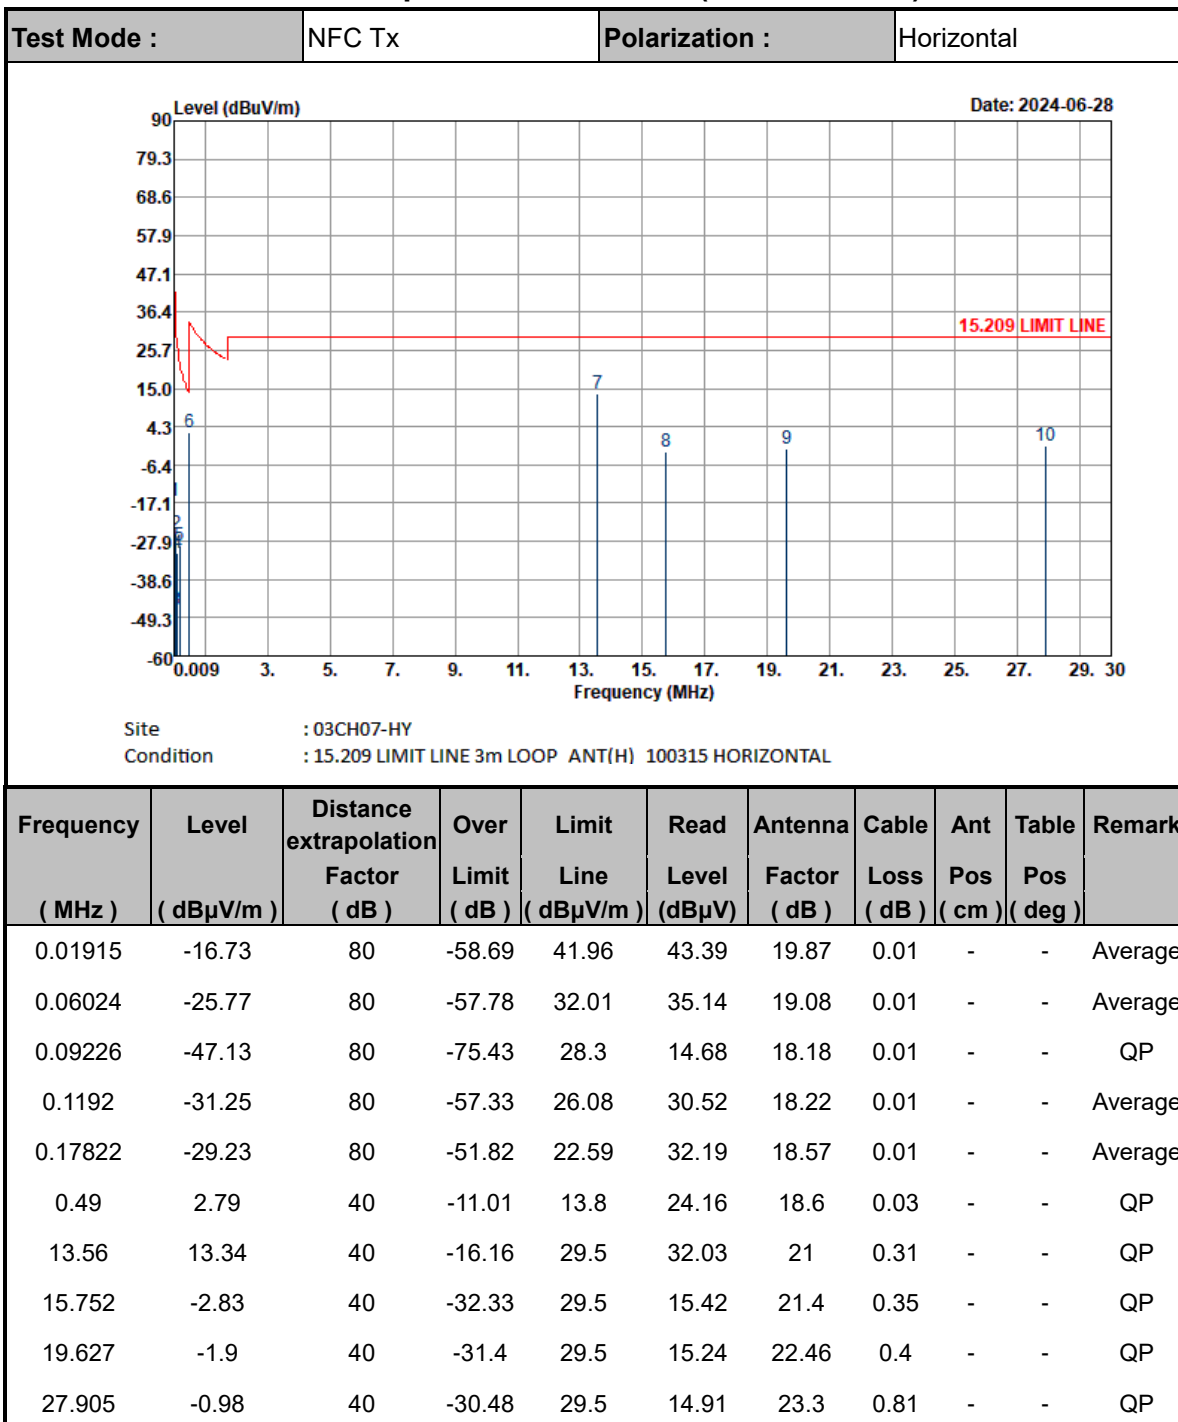 Test Mode : NFC Tx Polarization : Horizontal
Level (dBuV/m) Date: 2024-06-28
90
79.3
68.6
57.9
47.1
36.4
15.209 LIMIT LINE
25.7
15.0
7
4.3
6
8
9
10
-6.4
1
-17.1
2
-27.9
-38.6
-49.3
-60
0.009 3. 5. 7. 9. 11. 13. 15. 17. 19. 21. 23. 25. 27. 29. 30
Frequency (MHz)
Site : 03CH07-HY
Condition : 15.209 LIMIT LINE 3m LOOP ANT(H) 100315 HORIZONTAL
Frequency Level Distance extrapolation Over Limit Read Antenna Cable Ant Table Remark
Factor Limit Line Level Factor Loss Pos Pos
( MHz ) ( dBµV/m ) ( dB ) ( dB ) ( dBµV/m ) (dBµV) ( dB ) ( dB ) ( cm ) ( deg )
0.01915 -16.73 80 -58.69 41.96 43.39 19.87 0.01 - - Average
0.06024 -25.77 80 -57.78 32.01 35.14 19.08 0.01 - - Average
0.09226 -47.13 80 -75.43 28.3 14.68 18.18 0.01 - - QP
0.1192 -31.25 80 -57.33 26.08 30.52 18.22 0.01 - - Average
0.17822 -29.23 80 -51.82 22.59 32.19 18.57 0.01 - - Average
0.49 2.79 40 -11.01 13.8 24.16 18.6 0.03 - - QP
13.56 13.34 40 -16.16 29.5 32.03 21 0.31 - - QP
15.752 -2.83 40 -32.33 29.5 15.42 21.4 0.35 - - QP
19.627 -1.9 40 -31.4 29.5 15.24 22.46 0.4 - - QP
27.905 -0.98 40 -30.48 29.5 14.91 23.3 0.81 - - QP